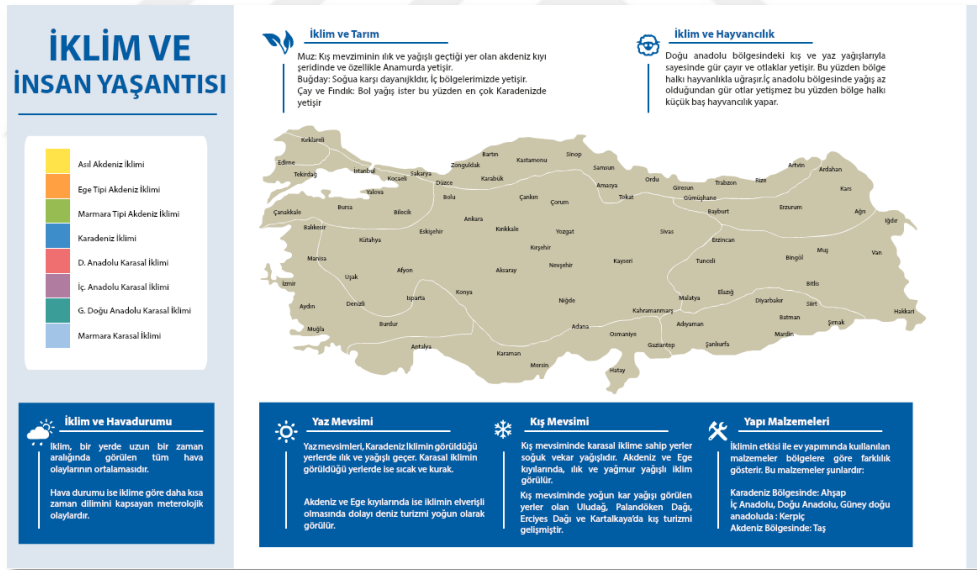 İKLİM VE
İNSAN YAŞANTISI
Asıl Akdeniz İklimi
Ege Tipi Akdeniz İklimi
Marmara Tipi Akdeniz İklimi
Karadeniz İklimi
D. Anadolu Karasal İklimi
İç. Anadolu Karasal İklimi
G. Doğu Anadolu Karasal İklimi
Marmara Karasal İklimi
İklim ve Havadurumu
İklim, bir yerde uzun bir zaman
aralığında görülen tüm hava
olaylarının ortalamasıdır.
Hava durumu ise iklime göre daha kısa
zaman dilimini kapsayan meterolojik
olaylardır.
İklim ve Tarım
Muz: Kış mevziminin ılık ve yağışlı geçtiği yer olan akdeniz kıyı
şeridinde ve özellikle Anamurda yetişir.
Buğday: Soğua karşı dayanıjklıdır, İç bölgelerimizde yetişir.
Çay ve Fındık: Bol yağış ister bu yüzden en çok Karadenizde
yetişir
İklim ve Hayvancılık
Doğu anadolu bölgesindeki kış ve yaz yağışlarıyla
sayesinde gür çayır ve otlaklar yetişir. Bu yüzden bölge
halkı hayvanlıkla uğraşır.İç anadolu bölgesinde yağış az
olduğundan gür otlar yetişmez bu yüzden bölge halkı
küçük baş hayvancılık yapar.
Kırklareli
Edirne
Tekirdağ
İstanbul
Kocaeli
Sakarya
Yalova
Düzce
Zonguldak
Bartın
Karabük
Kastamonu
Sinop
Samsun
Ordu
Giresun
Trabzon
Rize
Artvin
Ardahan
Kars
Çanakkale
Bursa
Bilecik
Bolu
Çankırı
Çorum
Amasya
Tokat
Gümüşhane
Bayburt
Erzurum
Ağrı
Iğdır
Balıkesir
Kütahya
Eskişehir
Ankara
Kırıkkale
Yozgat
Sivas
Erzincan
Kırşehir
Manisa
Uşak
Afyon
Aksaray
Nevşehir
Kayseri
Tunceli
Bingöl
Muş
Van
İzmir
Aydın
Denizli
Isparta
Konya
Niğde
Kahramanmarş
Malatya
Elazığ
Diyarbaler
Bitlis
Siirt
Hakkari
Muğla
Burdur
Antalya
Karaman
Mersin
Adana
Osmaniye
Hatay
Gaziantep
Adıyaman
Şanlıurfa
Mardin
Batman
Şırnak
Yaz Mevsimi
Yaz mevsimleri, Karadeniz İklimin görüldüğü
yerlerde ılık ve yağışlı geçer. Karasal iklimin
görüldüğü yerlerde ise sıcak ve kurak.
Akdeniz ve Ege kıyılarında ise iklimin elverişli
olmasında dolayı deniz turizmi yoğun olarak
görülür.
Kış Mevsimi
Kış mevsiminde karasal iklime sahip yerler
soğuk vekar yağışlıdır. Akdeniz ve Ege
kıyılarında, ılık ve yağmur yağışlı iklim
görülür.
Kış mevsiminde yoğun kar yağışı görülen
yerler olan Uludağ, Palandöken Dağı,
Erciyes Dağı ve Kartalkaya'da kış turizmi
gelişmiştir.
Yapı Malzemeleri
İklimin etkisi ile ev yapımında kullanılan
malzemeler bölgelere göre farklılık
gösterir. Bu malzemeler şunlardır:
Karadeniz Bölgesinde: Ahşap
İç Anadolu, Doğu Anadolu, Güney doğu
anadoluda : Kerpiç
Akdeniz Bölgesinde: Taş